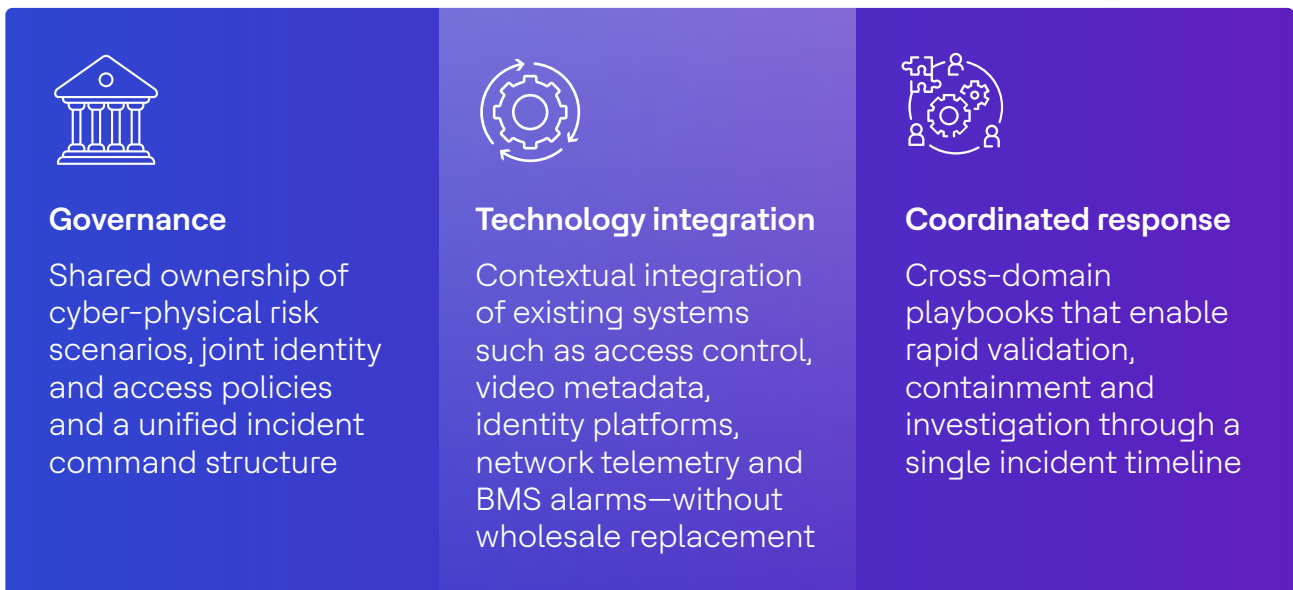 Governance
Shared ownership of
cyber-physical risk
scenarios, joint identity
and access policies
and a unified incident
command structure
Technology integration
Contextual integration
of existing systems
such as access control,
video metadata,
identity platforms,
network telemetry and
BMS alarms—without
wholesale replacement
Coordinated response
Cross-domain
playbooks that enable
rapid validation,
containment and
investigation through a
single incident timeline